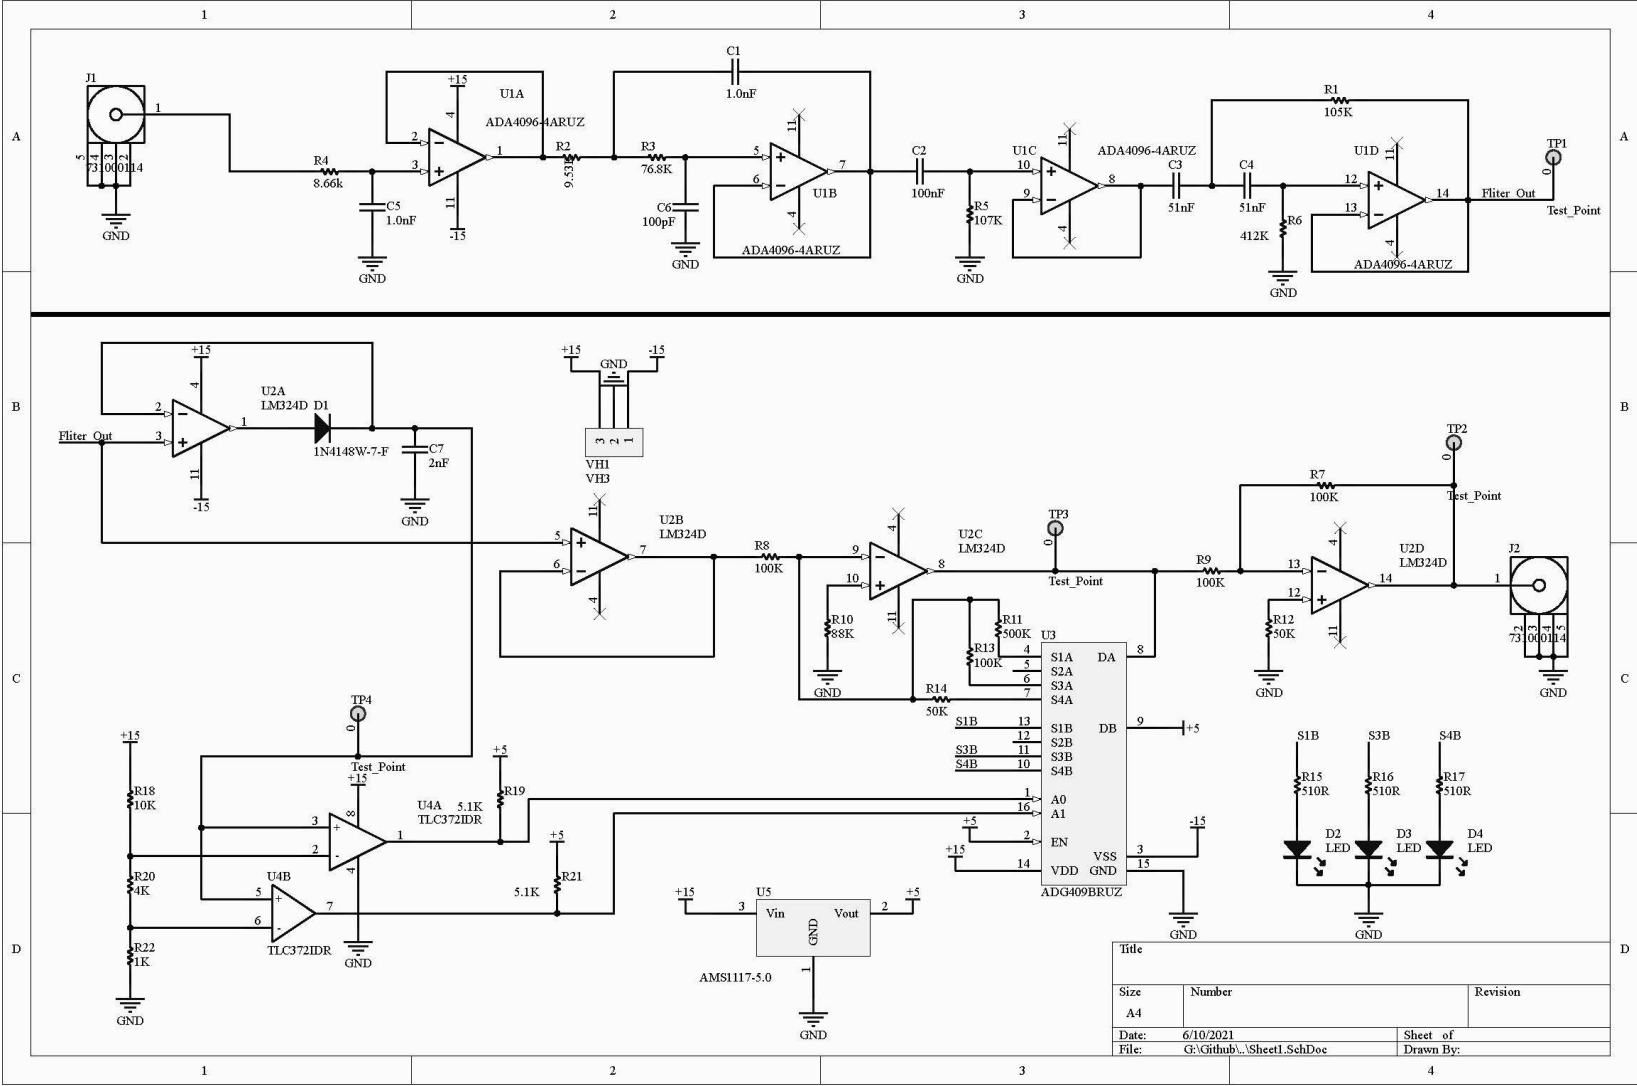 1
2
3
4
A
A
J1
1
5
4
3
2
731000114
GND
R4
8.66k
C5
1.0nF
GND
+15
4
2
3
1
11
-15
U1A
ADA4096-4ARUZ
R2
9.53K
R3
76.8K
C1
1.0nF
C6
100pF
GND
5
6
7
11
4
U1B
ADA4096-4ARUZ
C2
100nF
R5
107K
GND
U1C
10
9
8
11
4
ADA4096-4ARUZ
C3
51nF
C4
51nF
R6
412K
GND
R1
105K
U1D
12
13
14
11
4
ADA4096-4ARUZ
Fliter_Out
TP1
0
Test_Point
B
B
Fliter_Out
+15
4
2
3
1
11
-15
U2A
LM324D
D1
1N4148W-7-F
C7
2nF
GND
+15
GND
-15
3
2
1
VH1
VH3
U2B
LM324D
11
5
6
7
4
R8
100K
U2C
LM324D
4
9
10
8
11
R10
88K
GND
TP3
0
Test_Point
R9
100K
R7
100K
TP2
0
Test_Point
U2D
LM324D
4
13
12
14
11
R12
50K
GND
J2
1
2
3
4
5
731000114
GND
C
C
R11
500K
R13
100K
R14
50K
U3
4
S1A
DA
8
5
S2A
6
S3A
7
S4A
S1B
13
S1B
DB
9
+5
12
S2B
S3B
11
S3B
S4B
10
S4B
1
A0
16
A1
+5
2
EN
-15
VSS
3
+15
14
VDD
GND
15
ADG409BRUZ
GND
S1B
S3B
S4B
R15
510R
R16
510R
R17
510R
D2
LED
D3
LED
D4
LED
GND
TP4
0
Test_Point
+15
+15
R18
10K
R20
4K
R22
1K
GND
8
3
2
1
4
U4A
TLC372IDR
5.1K
R19
+5
U4B
5
6
7
TLC372IDR
GND
+5
R21
5.1K
+15
U5
+5
3
Vin
Vout
2
GND
1
AMS1117-5.0
GND
D
D
Title
Size
Number
Revision
A4
Date:
6/10/2021
Sheet of
File:
G:\Github\..\Sheet1.SchDoc
Drawn By:
1
2
3
4